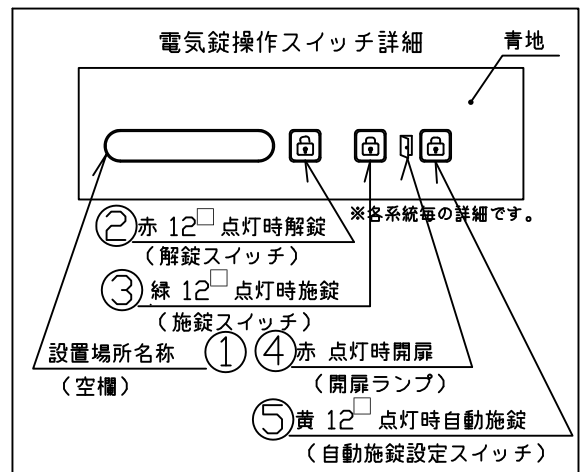 電気錠操作スイッチ詳細
青地
※各系統毎の詳細です。
② 赤 12□ 点灯時解錠
(解錠スイッチ)
③ 緑 12□ 点灯時施錠
(施錠スイッチ)
設置場所名称 ①
(空欄)
④ 赤 点灯時開扉
(開扉ランプ)
⑤ 黄 12□ 点灯時自動施錠
(自動施錠設定スイッチ)